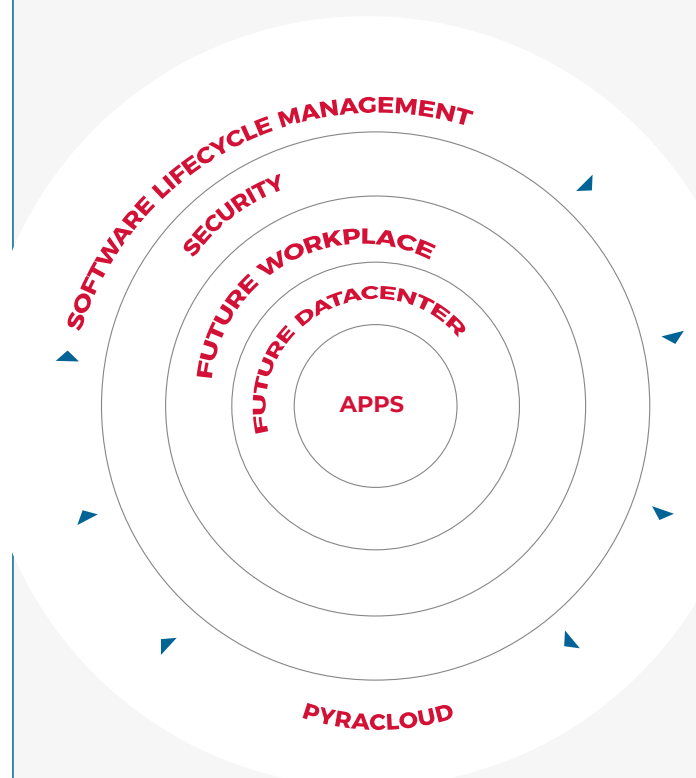 SOFTWARE LIFECYCLE MANAGEMENT
SECURITY
FUTURE WORKPLACE
FUTURE DATACENTER
APPS
PYRACLOUD